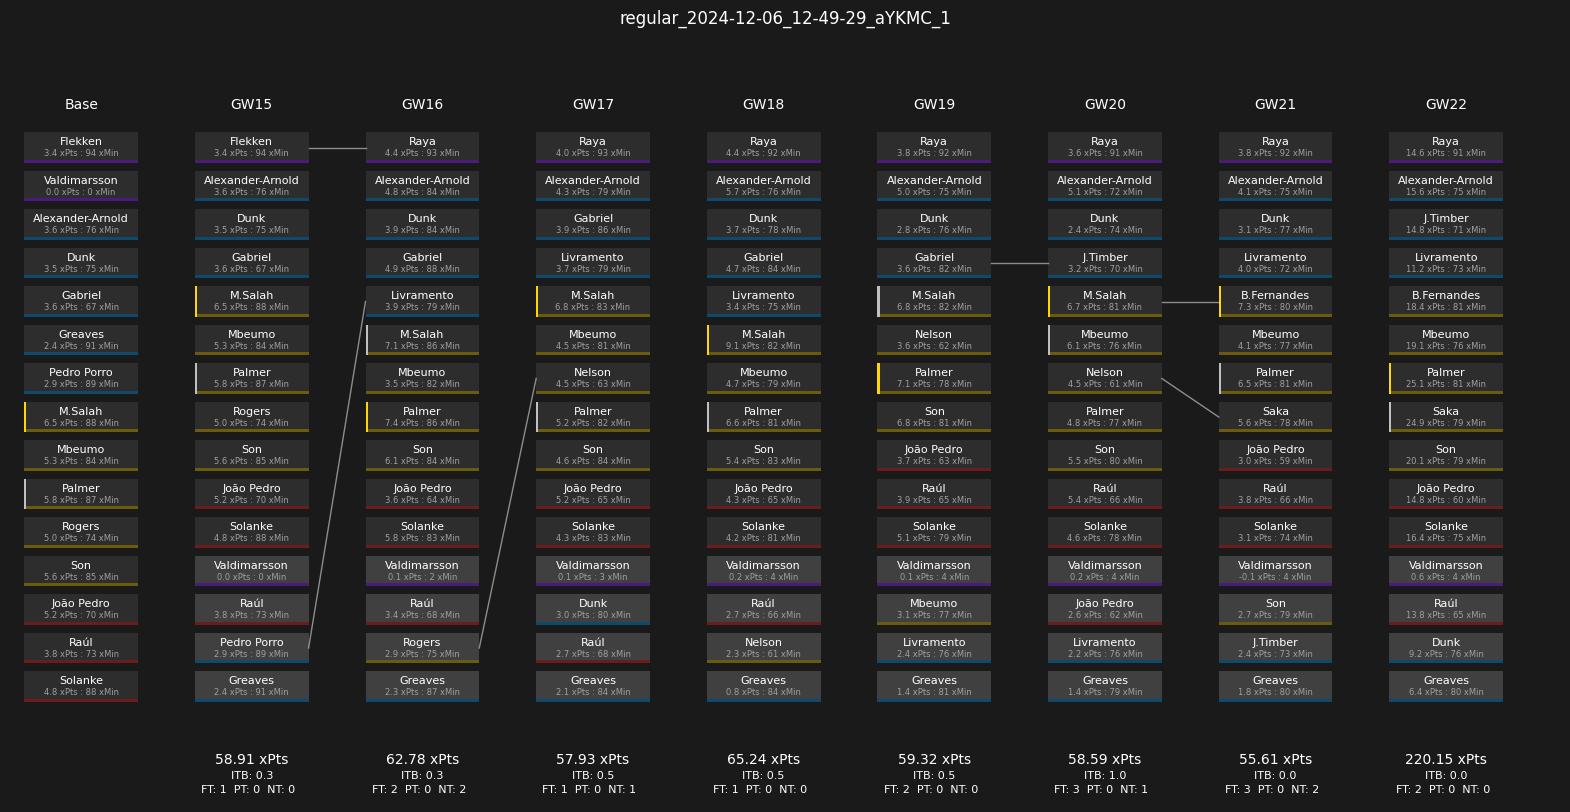 regular_2024-12-06_12-49-29_aYKMC_1
Base
Flekken
3.4 xPts : 94 xMin
Valdimarsson
0.0 xPts : 0 xMin
Alexander-Arnold
3.6 xPts : 76 xMin
Dunk
3.5 xPts : 75 xMin
Gabriel
3.6 xPts : 67 xMin
Greaves
2.4 xPts : 91 xMin
Pedro Porro
2.9 xPts : 89 xMin
M.Salah
6.5 xPts : 88 xMin
Mbeumo
5.3 xPts : 84 xMin
Palmer
5.8 xPts : 87 xMin
Rogers
5.0 xPts : 74 xMin
Son
5.6 xPts : 85 xMin
João Pedro
5.2 xPts : 70 xMin
Raúl
3.8 xPts : 73 xMin
Solanke
4.8 xPts : 88 xMin
GW15
Flekken
3.4 xPts : 94 xMin
Alexander-Arnold
3.6 xPts : 76 xMin
Dunk
3.5 xPts : 75 xMin
Gabriel
3.6 xPts : 67 xMin
M.Salah
6.5 xPts : 88 xMin
Mbeumo
5.3 xPts : 84 xMin
Palmer
5.8 xPts : 87 xMin
Rogers
5.0 xPts : 74 xMin
Son
5.6 xPts : 85 xMin
João Pedro
5.2 xPts : 70 xMin
Solanke
4.8 xPts : 88 xMin
Valdimarsson
0.0 xPts : 0 xMin
Raúl
3.8 xPts : 73 xMin
Pedro Porro
2.9 xPts : 89 xMin
Greaves
2.4 xPts : 91 xMin
58.91 xPts
ITB: 0.3
FT: 1 PT: 0 NT: 0
GW16
Raya
4.4 xPts : 93 xMin
Alexander-Arnold
4.8 xPts : 84 xMin
Dunk
3.9 xPts : 84 xMin
Gabriel
4.9 xPts : 88 xMin
Livramento
3.9 xPts : 79 xMin
M.Salah
7.1 xPts : 86 xMin
Mbeumo
3.5 xPts : 82 xMin
Palmer
7.4 xPts : 86 xMin
Son
6.1 xPts : 84 xMin
João Pedro
3.6 xPts : 64 xMin
Solanke
5.8 xPts : 83 xMin
Valdimarsson
0.1 xPts : 2 xMin
Raúl
3.4 xPts : 68 xMin
Rogers
2.9 xPts : 75 xMin
Greaves
2.3 xPts : 87 xMin
62.78 xPts
ITB: 0.3
FT: 2 PT: 0 NT: 2
GW17
Raya
4.0 xPts : 93 xMin
Alexander-Arnold
4.3 xPts : 79 xMin
Gabriel
3.9 xPts : 86 xMin
Livramento
3.7 xPts : 79 xMin
M.Salah
6.8 xPts : 83 xMin
Mbeumo
4.5 xPts : 81 xMin
Nelson
4.5 xPts : 63 xMin
Palmer
5.2 xPts : 82 xMin
Son
4.6 xPts : 84 xMin
João Pedro
5.2 xPts : 65 xMin
Solanke
4.3 xPts : 83 xMin
Valdimarsson
0.1 xPts : 3 xMin
Dunk
3.0 xPts : 80 xMin
Raúl
2.7 xPts : 68 xMin
Greaves
2.1 xPts : 84 xMin
57.93 xPts
ITB: 0.5
FT: 1 PT: 0 NT: 1
GW18
Raya
4.4 xPts : 92 xMin
Alexander-Arnold
5.7 xPts : 76 xMin
Dunk
3.7 xPts : 78 xMin
Gabriel
4.7 xPts : 84 xMin
Livramento
3.4 xPts : 75 xMin
M.Salah
9.1 xPts : 82 xMin
Mbeumo
4.7 xPts : 79 xMin
Palmer
6.6 xPts : 81 xMin
Son
5.4 xPts : 83 xMin
João Pedro
4.3 xPts : 65 xMin
Solanke
4.2 xPts : 81 xMin
Valdimarsson
0.2 xPts : 4 xMin
Raúl
2.7 xPts : 66 xMin
Nelson
2.3 xPts : 61 xMin
Greaves
0.8 xPts : 84 xMin
65.24 xPts
ITB: 0.5
FT: 1 PT: 0 NT: 0
GW19
Raya
3.8 xPts : 92 xMin
Alexander-Arnold
5.0 xPts : 75 xMin
Dunk
2.8 xPts : 76 xMin
Gabriel
3.6 xPts : 82 xMin
M.Salah
6.8 xPts : 82 xMin
Nelson
3.6 xPts : 62 xMin
Palmer
7.1 xPts : 78 xMin
Son
6.8 xPts : 81 xMin
João Pedro
3.7 xPts : 63 xMin
Raúl
3.9 xPts : 65 xMin
Solanke
5.1 xPts : 79 xMin
Valdimarsson
0.1 xPts : 4 xMin
Mbeumo
3.1 xPts : 77 xMin
Livramento
2.4 xPts : 76 xMin
Greaves
1.4 xPts : 81 xMin
59.32 xPts
ITB: 0.5
FT: 2 PT: 0 NT: 0
GW20
Raya
3.6 xPts : 91 xMin
Alexander-Arnold
5.1 xPts : 72 xMin
Dunk
2.4 xPts : 74 xMin
J.Timber
3.2 xPts : 70 xMin
M.Salah
6.7 xPts : 81 xMin
Mbeumo
6.1 xPts : 76 xMin
Nelson
4.5 xPts : 61 xMin
Palmer
4.8 xPts : 77 xMin
Son
5.5 xPts : 80 xMin
Raúl
5.4 xPts : 66 xMin
Solanke
4.6 xPts : 78 xMin
Valdimarsson
0.2 xPts : 4 xMin
João Pedro
2.6 xPts : 62 xMin
Livramento
2.2 xPts : 76 xMin
Greaves
1.4 xPts : 79 xMin
58.59 xPts
ITB: 1.0
FT: 3 PT: 0 NT: 1
GW21
Raya
3.8 xPts : 92 xMin
Alexander-Arnold
4.1 xPts : 75 xMin
Dunk
3.1 xPts : 77 xMin
Livramento
4.0 xPts : 72 xMin
B.Fernandes
7.3 xPts : 80 xMin
Mbeumo
4.1 xPts : 77 xMin
Palmer
6.5 xPts : 81 xMin
Saka
5.6 xPts : 78 xMin
João Pedro
3.0 xPts : 59 xMin
Raúl
3.8 xPts : 66 xMin
Solanke
3.1 xPts : 74 xMin
Valdimarsson
-0.1 xPts : 4 xMin
Son
2.7 xPts : 79 xMin
J.Timber
2.4 xPts : 73 xMin
Greaves
1.8 xPts : 80 xMin
55.61 xPts
ITB: 0.0
FT: 3 PT: 0 NT: 2
GW22
Raya
14.6 xPts : 91 xMin
Alexander-Arnold
15.6 xPts : 75 xMin
J.Timber
14.8 xPts : 71 xMin
Livramento
11.2 xPts : 73 xMin
B.Fernandes
18.4 xPts : 81 xMin
Mbeumo
19.1 xPts : 76 xMin
Palmer
25.1 xPts : 81 xMin
Saka
24.9 xPts : 79 xMin
Son
20.1 xPts : 79 xMin
João Pedro
14.8 xPts : 60 xMin
Solanke
16.4 xPts : 75 xMin
Valdimarsson
0.6 xPts : 4 xMin
Raúl
13.8 xPts : 65 xMin
Dunk
9.2 xPts : 76 xMin
Greaves
6.4 xPts : 80 xMin
220.15 xPts
ITB: 0.0
FT: 2 PT: 0 NT: 0